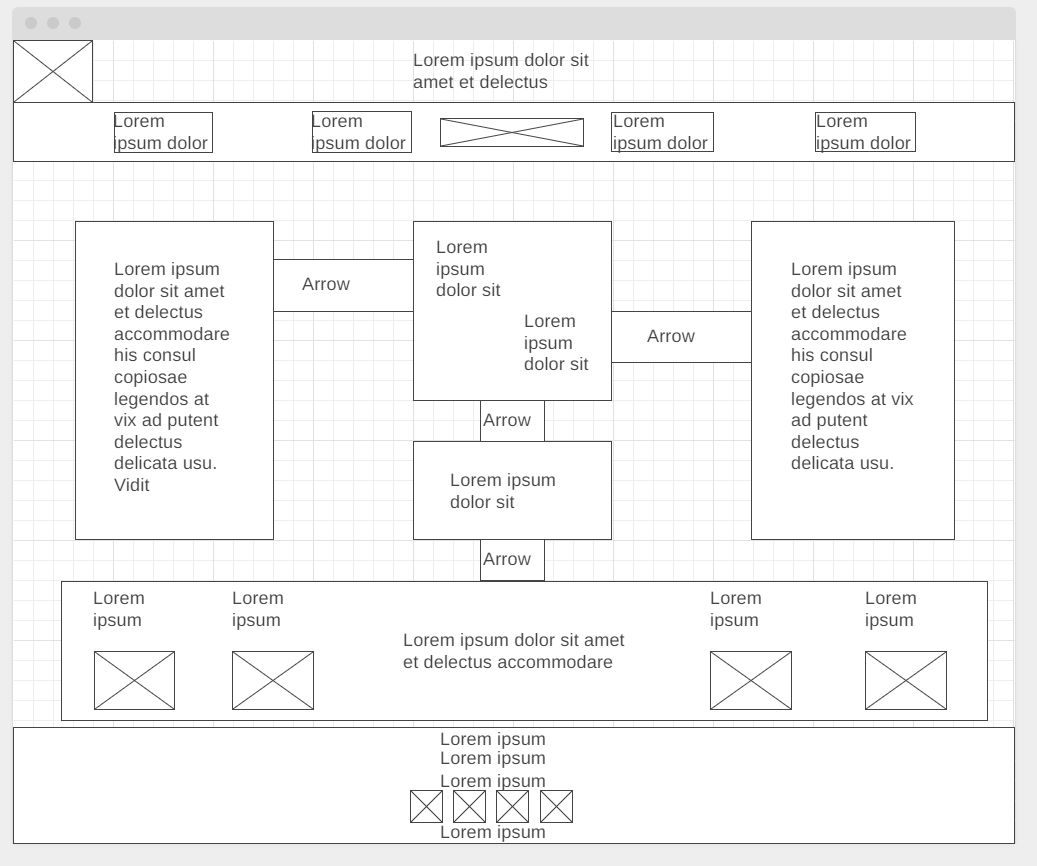 Lorem ipsum dolor sit
amet et delectus
Lorem
ipsum dolor
Lorem
ipsum dolor
Lorem
ipsum dolor
Lorem
ipsum dolor
Lorem ipsum
dolor sit amet
et delectus
accommodare
his consul
copiosae
legendos at
vix ad putent
delectus
delicata usu.
Vidit
Arrow
Lorem
ipsum
dolor sit
Lorem
ipsum
dolor sit
Arrow
Lorem ipsum
dolor sit amet
et delectus
accommodare
his consul
copiosae
legendos at vix
ad putent
delectus
delicata usu.
Arrow
Lorem ipsum
dolor sit
Arrow
Lorem
ipsum
Lorem
ipsum
Lorem ipsum dolor sit amet
et delectus accommodare
Lorem
ipsum
Lorem
ipsum
Lorem ipsum
Lorem ipsum
Lorem ipsum
Lorem ipsum